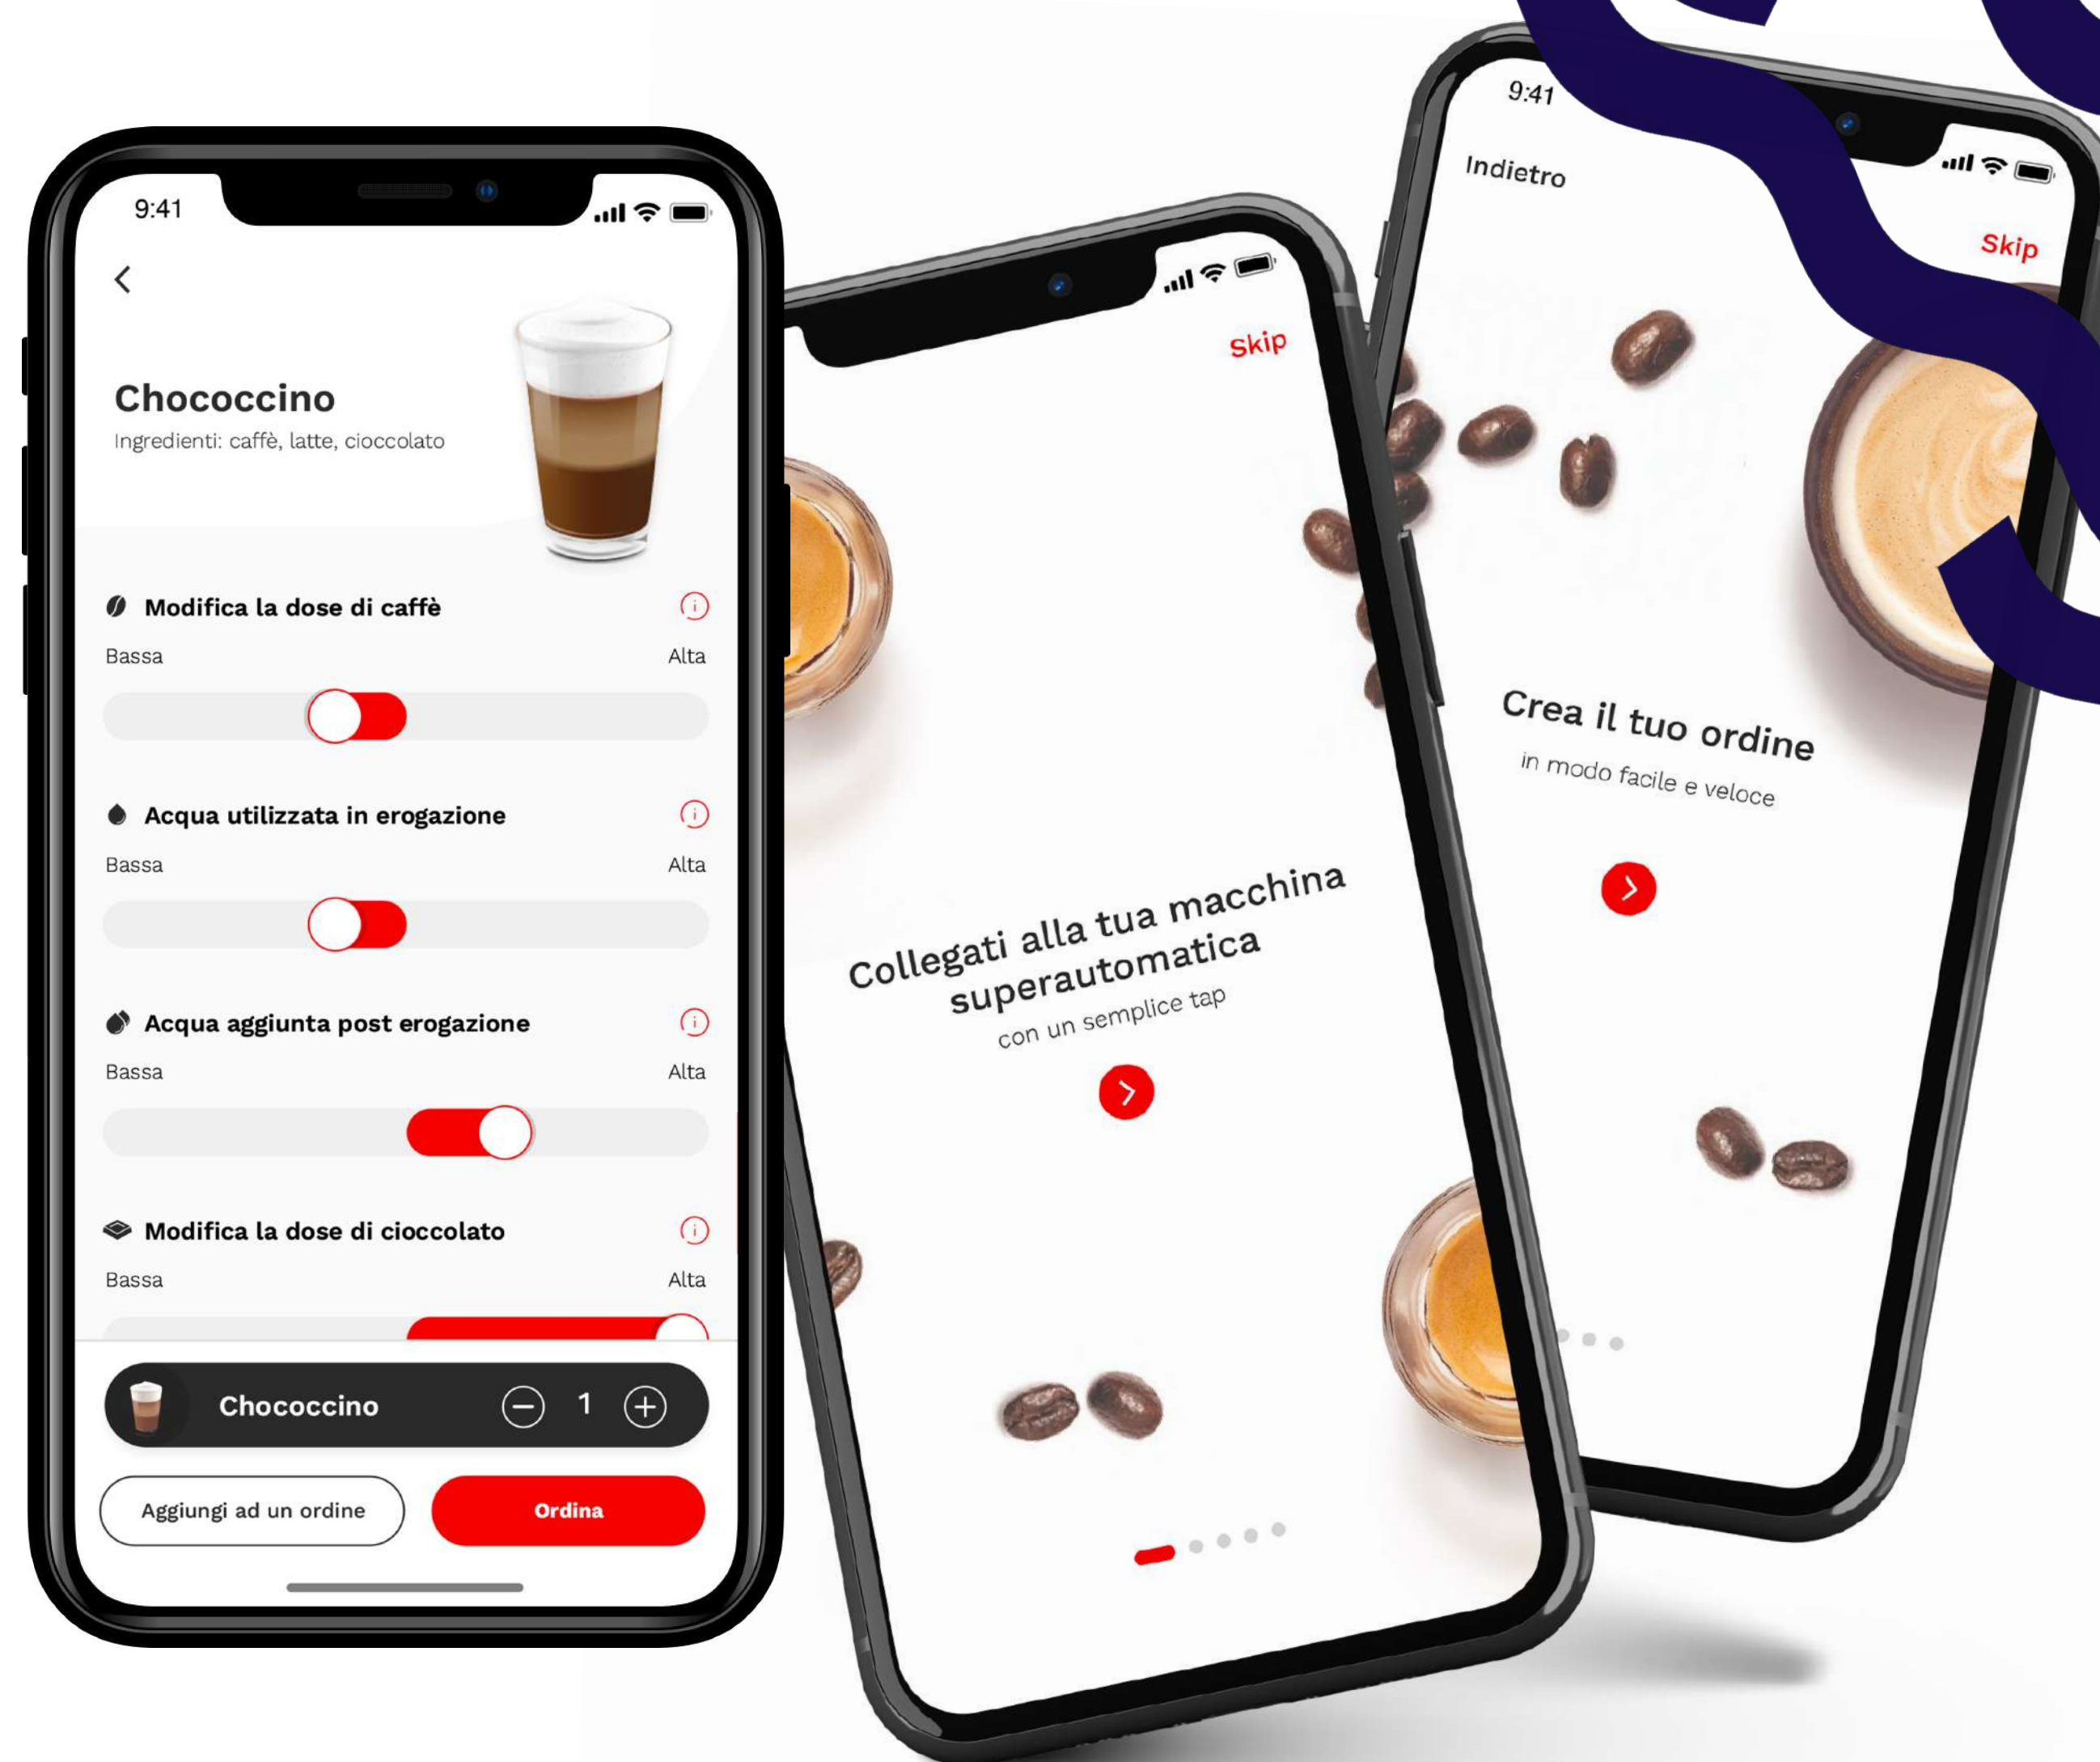 9:41
Chococcino
Ingredienti: caffè, latte, cioccolato
Modifica la dose di caffè
Bassa
Alta
Acqua utilizzata in erogazione
Bassa
Alta
Acqua aggiunta post erogazione
Bassa
Alta
Modifica la dose di cioccolato
Bassa
Alta
Chococcino
1
Aggiungi ad un ordine
Ordina
Skip
Collegati alla tua macchina
superautomatica
con un semplice tap
9:41
Indietro
Skip
Crea il tuo ordine
in modo facile e veloce